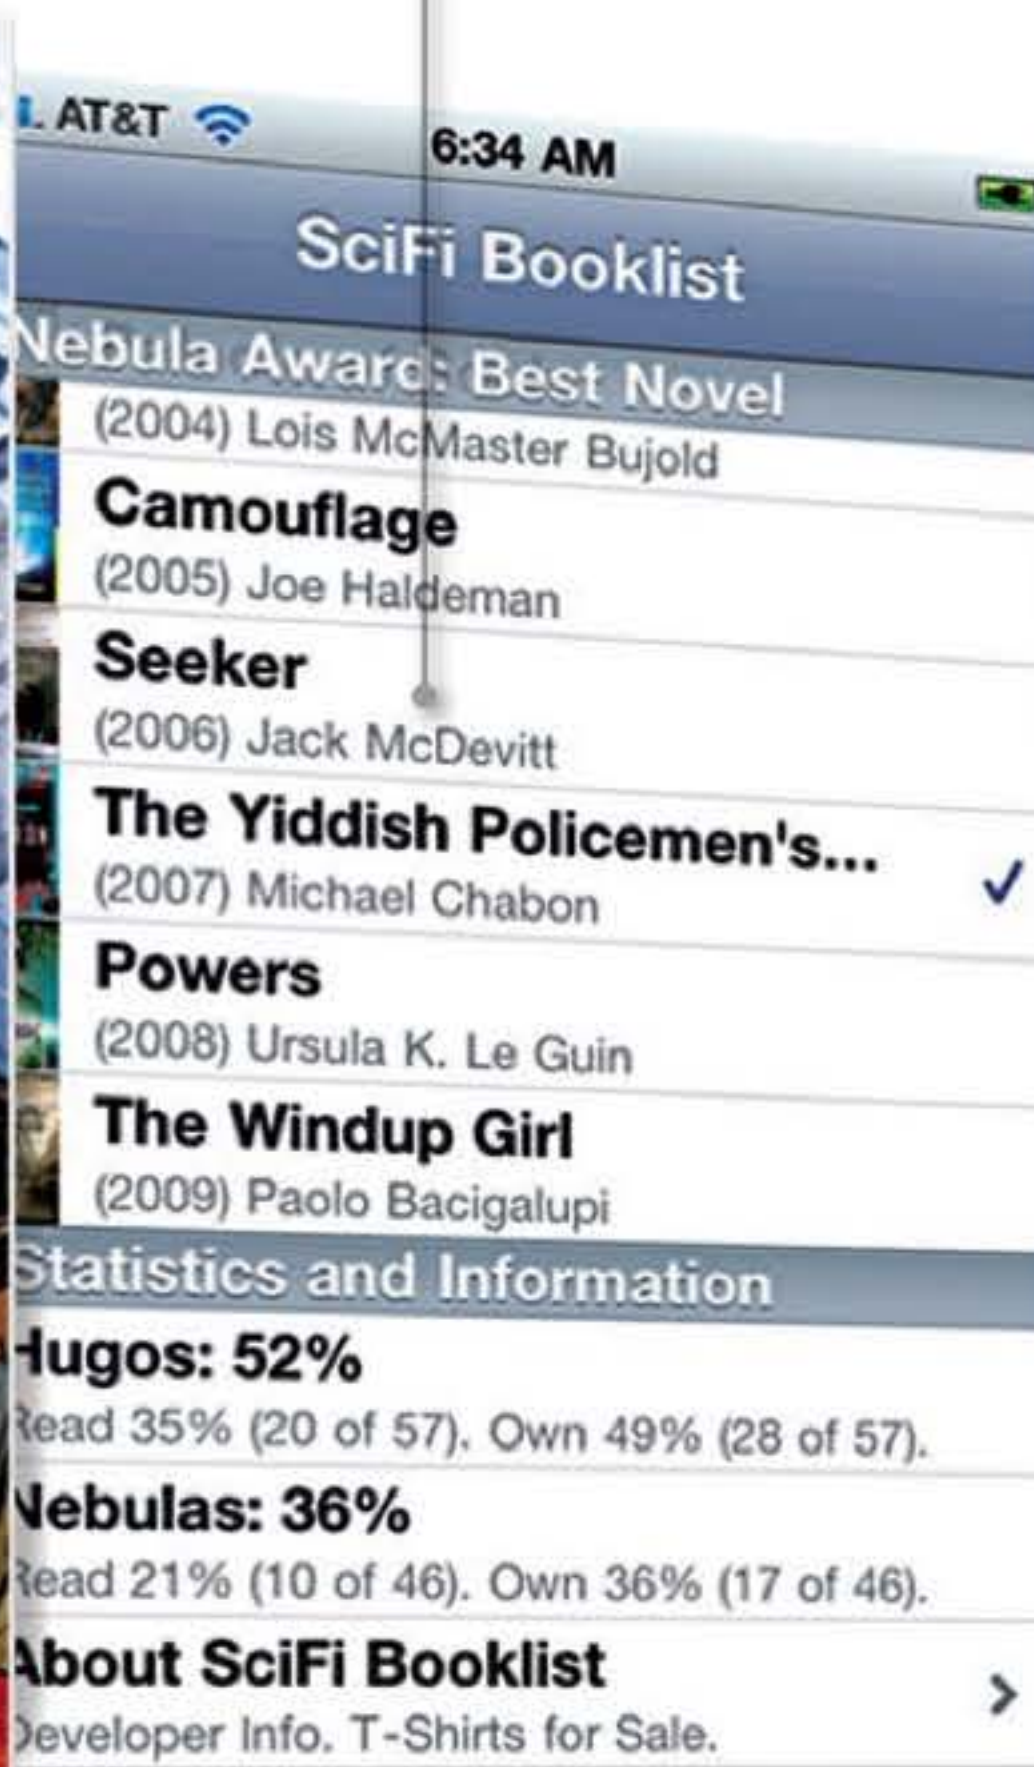 AT&T
6:34 AM
SciFi Booklist
Nebula Award: Best Novel
(2004) Lois McMaster Bujold
Camouflage
(2005) Joe Haldeman
Seeker
(2006) Jack McDevitt
The Yiddish Policemen's...
(2007) Michael Chabon
Powers
(2008) Ursula K. Le Guin
The Windup Girl
(2009) Paolo Bacigalupi
Statistics and Information
Hugos: 52%
Read 35% (20 of 57). Own 49% (28 of 57).
Nebulas: 36%
Read 21% (10 of 46). Own 36% (17 of 46).
About SciFi Booklist
Developer Info. T-Shirts for Sale.